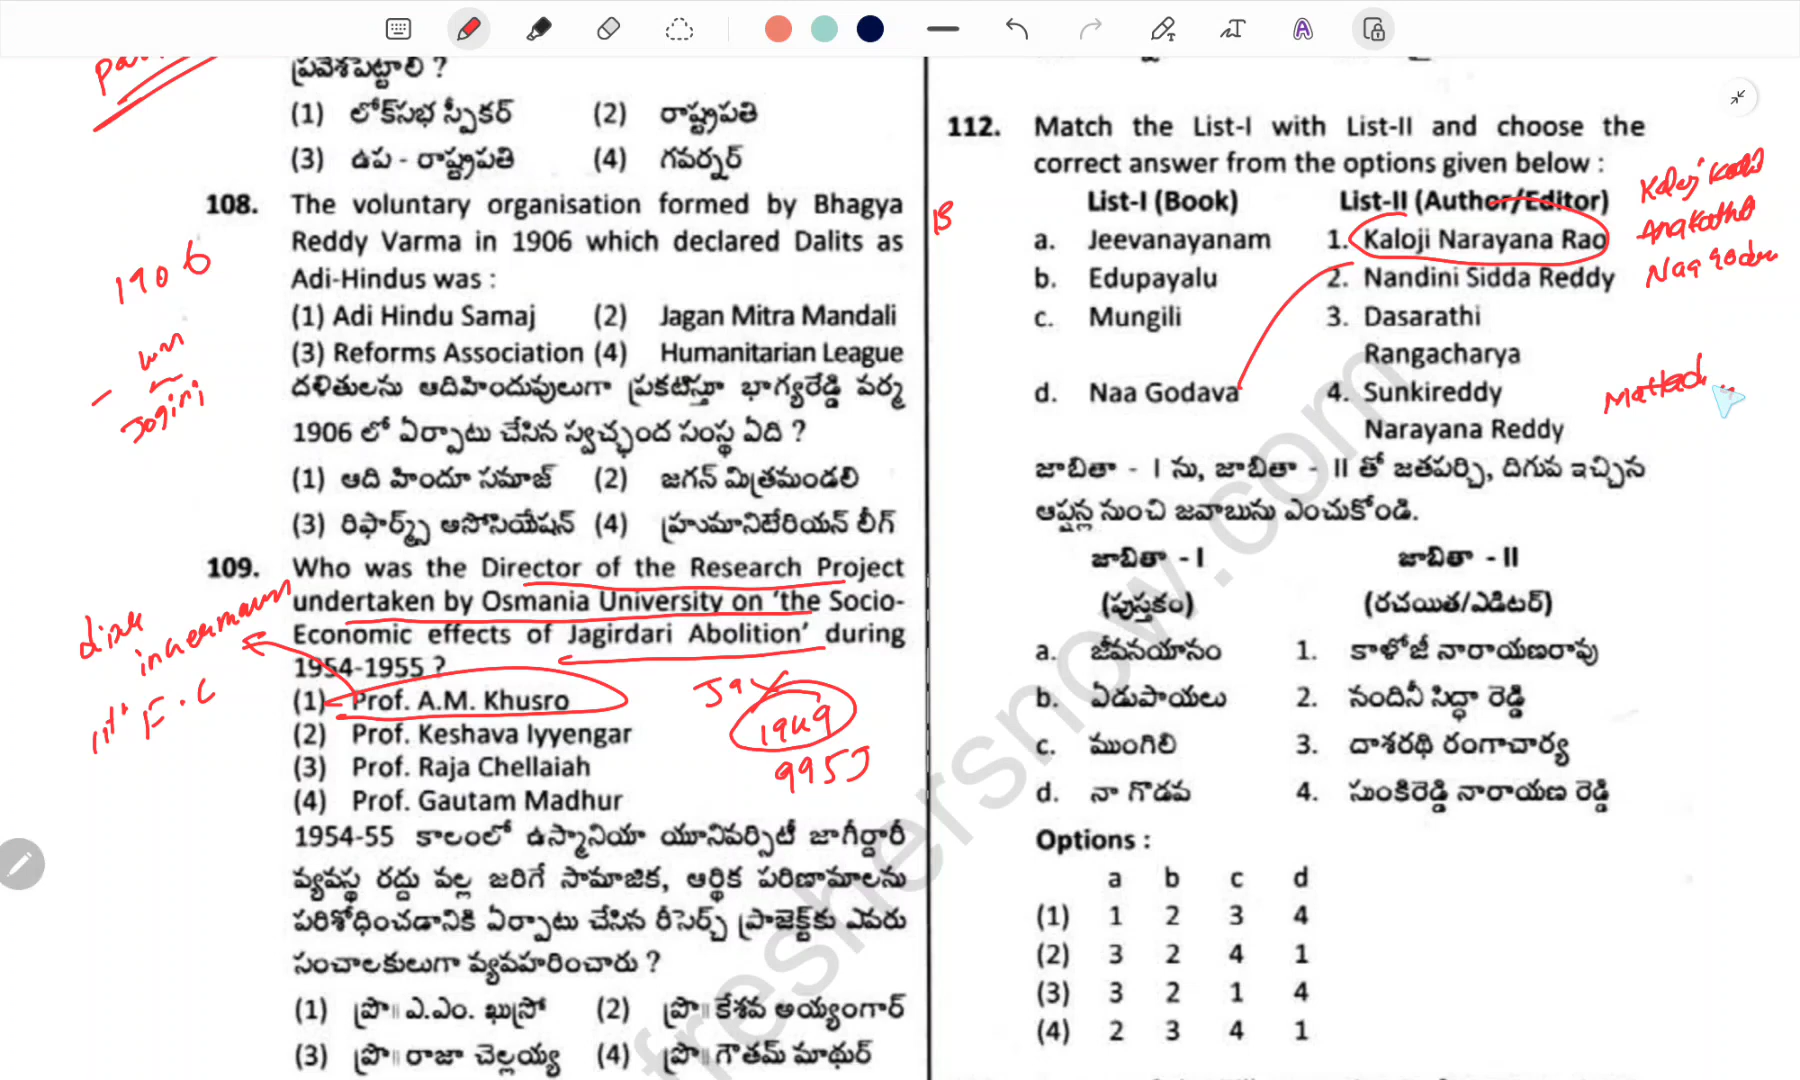 ప్రవేశపెట్టాలి ?
(1) లోక్‌సభ స్పీకర్ (2) రాష్ట్రపతి
(3) ఉప - రాష్ట్రపతి (4) గవర్నర్
108. The voluntary organisation formed by Bhagya
Reddy Varma in 1906 which declared Dalits as
Adi-Hindus was :
(1) Adi Hindu Samaj (2) Jagan Mitra Mandali
(3) Reforms Association (4) Humanitarian League
దళితులను ఆదిహిందువులుగా ప్రకటిస్తూ భాగ్యరెడ్డి వర్మ
1906 లో ఏర్పాటు చేసిన స్వచ్ఛంద సంస్థ ఏది ?
(1) ఆది హిందూ సమాజ్ (2) జగన్ మిత్రమండలి
(3) రిఫార్మ్స్ ఆసోసియేషన్ (4) హ్రుమానిటేరియన్ లీగ్
1906
Jogini
109. Who was the Director of the Research Project
undertaken by Osmania University on 'the Socio-
Economic effects of Jagirdari Abolition' during
1954-1955 ?
(1) Prof. A.M. Khusro
(2) Prof. Keshava Iyyengar
(3) Prof. Raja Chellaiah
(4) Prof. Gautam Madhur
1954-55 కాలంలో ఉస్మానియా యూనివర్సిటీ జాగీర్దారీ
వ్యవస్థ రద్దు వల్ల జరిగే సామాజిక, ఆర్థిక పరిణామాలను
పరిశోధించడానికి ఏర్పాటు చేసిన రీసెర్చ్ ప్రాజెక్ట్‌కు ఎవరు
సంచాలకులుగా వ్యవహరించారు ?
(1) ప్రొ॥ ఎ.ఎం. ఖుస్రో (2) ప్రొ॥ కేశవ అయ్యంగార్
(3) ప్రొ॥ రాజా చెల్లయ్య (4) ప్రొ॥ గౌతమ్ మాథుర్
1949
995J
112. Match the List-I with List-II and choose the
correct answer from the options given below :
List-I (Book) List-II (Author/Editor)
a. Jeevanayanam 1. Kaloji Narayana Rao
b. Edupayalu 2. Nandini Sidda Reddy
c. Mungili 3. Dasarathi
Rangacharya
d. Naa Godava 4. Sunkireddy
Narayana Reddy
జాబితా - I ను, జాబితా - II తో జతపర్చి, దిగువ ఇచ్చిన
ఆప్షన్ల నుంచి జవాబును ఎంచుకోండి.
జాబితా - I జాబితా - II
(పుస్తకం) (రచయిత/ఎడిటర్)
a. జీవనయానం 1. కాళోజీ నారాయణరావు
b. ఏడుపాయలు 2. నందినీ సిద్ధా రెడ్డి
c. ముంగిలి 3. దాశరథి రంగాచార్య
d. నా గొడవ 4. సుంకిరెడ్డి నారాయణ రెడ్డి
Options :
a b c d
(1) 1 2 3 4
(2) 3 2 4 1
(3) 3 2 1 4
(4) 2 3 4 1
freshersnow.com